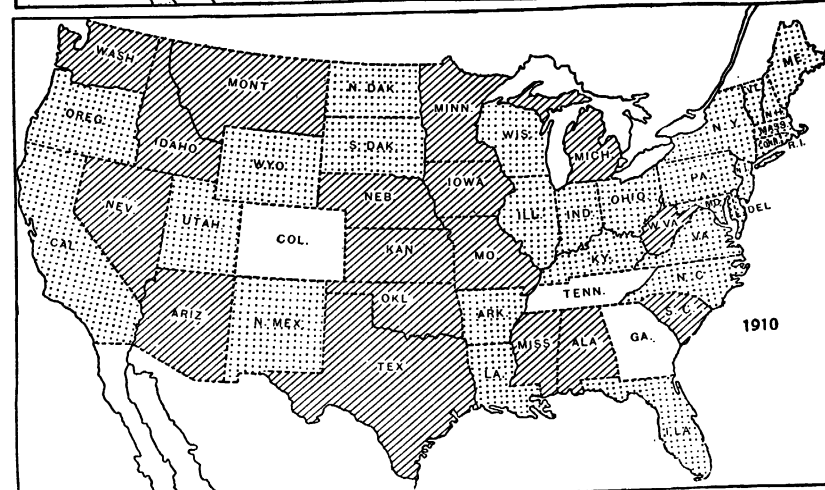 WASH
MONT
N. DAK.
MINN.
ME.
VT.
N.H.
OREG.
IDAHO
S. DAK.
WIS.
MICH.
N.Y.
MASS
CONN.
R.I.
WYO.
IOWA
PA
NEV.
UTAH
NEB.
ILL.
IND.
OHIO
MD.
DEL
CAL
COL.
KAN
MO.
W.VA.
VA.
KY.
ARIZ
N. MEX.
OKL
ARK.
TENN.
N.C.
S.C.
TEX
LA.
MISS
ALA
GA.
1910
FLA.